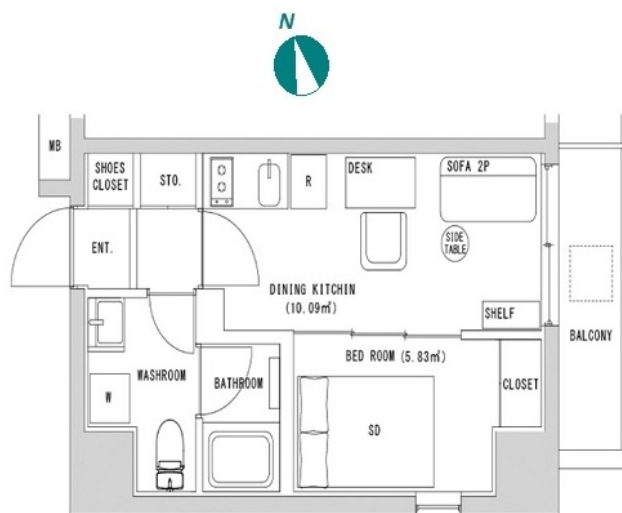 N
MB
SHOES
CLOSET
STO.
R
DESK
SOFA 2P
ENT.
SIDE
TABLE
DINING KITCHIN
(10.09㎡)
SHELF
BALCONY
WASHROOM
BATHROOM
BED ROOM (5.83㎡)
CLOSET
W
SD